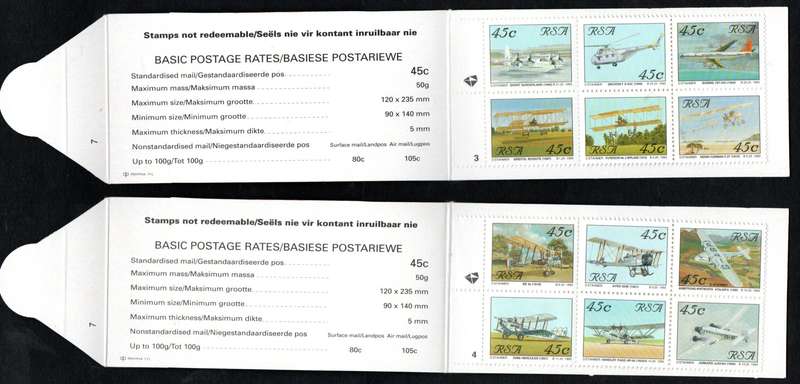 Stamps not redeemable/Seëls nie vir kontant inruilbaar nie
BASIC POSTAGE RATES/BASIESE POSTARIEWE
Standardised mail/Gestandaardiseerde pos 45c
Maximum mass/Maksimum massa 50g
Maximum size/Maksimum grootte 120 x 235 mm
Minimum size/Minimum grootte 90 x 140 mm
Maximum thickness/Maksimum dikte 5 mm
Nonstandardised mail/Niegestandaardiseerde pos Surface mail/Landpos Air mail/Lugpos
Up to 100g/Tot 100g 80c 105c
7
45c RSA
RSA 45c
45c RSA
RSA 45c
RSA 45c
RSA 45c
3
Stamps not redeemable/Seëls nie vir kontant inruilbaar nie
BASIC POSTAGE RATES/BASIESE POSTARIEWE
Standardised mail/Gestandaardiseerde pos 45c
Maximum mass/Maksimum massa 50g
Maximum size/Maksimum grootte 120 x 235 mm
Minimum size/Minimum grootte 90 x 140 mm
Maximum thickness/Maksimum dikte 5 mm
Nonstandardised mail/Niegestandaardiseerde pos Surface mail/Landpos Air mail/Lugpos
Up to 100g/Tot 100g 80c 105c
7
RSA 45c
45c RSA
RSA 45c
45c RSA
45c RSA
45c RSA
4